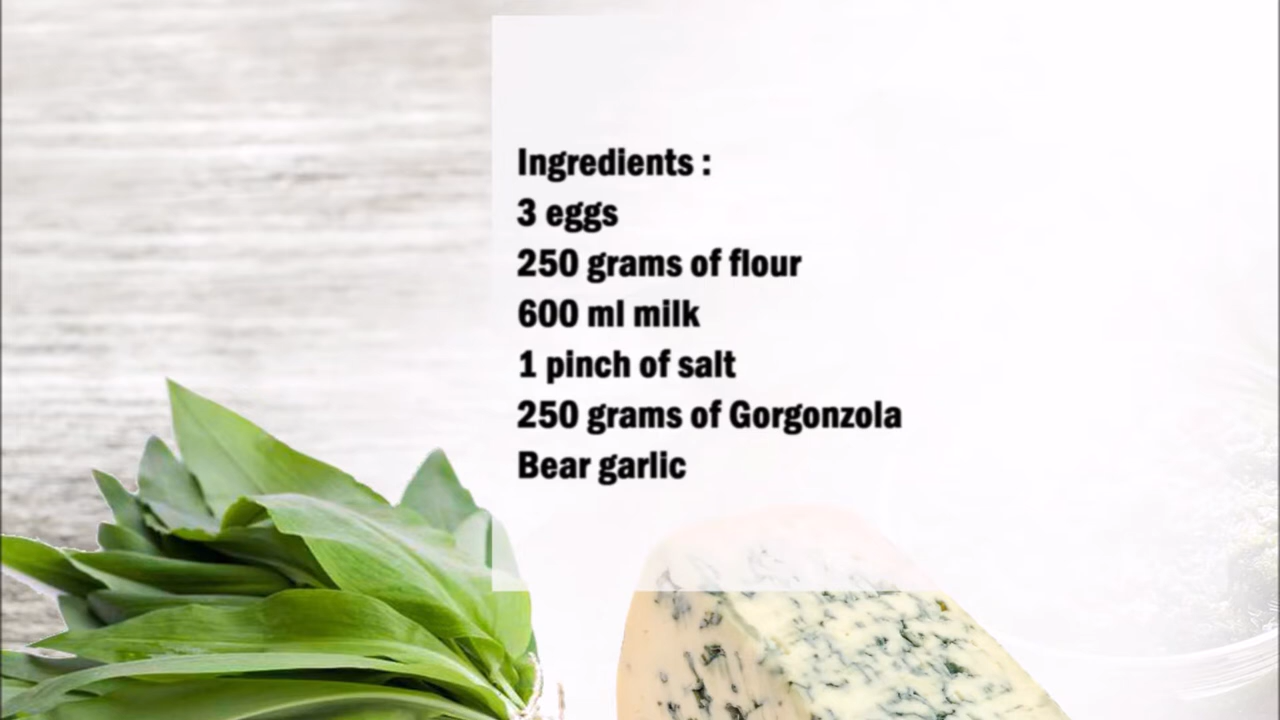 Ingredients :
3 eggs
250 grams of flour
600 ml milk
1 pinch of salt
250 grams of Gorgonzola
Bear garlic